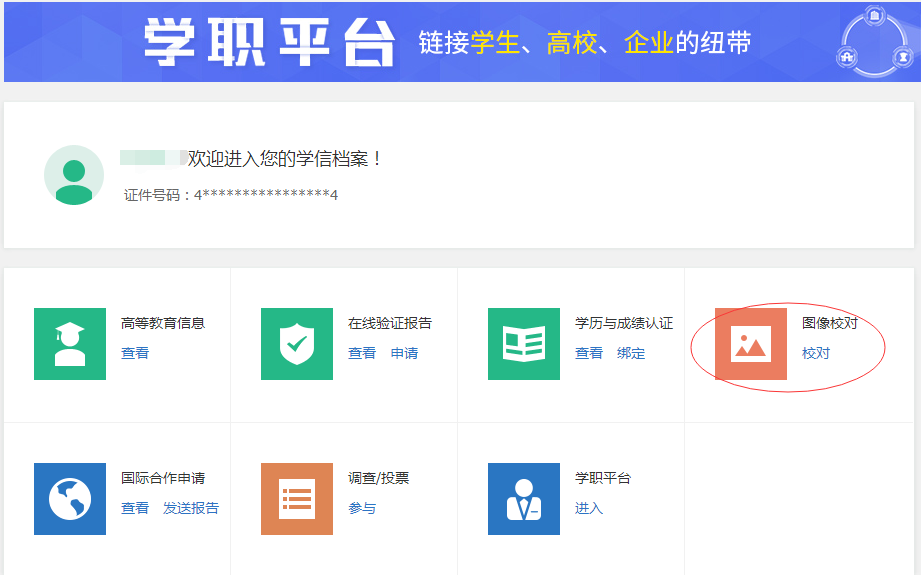 学职平台 链接学生、高校、企业的纽带
欢迎进入您的学信档案！
证件号码：4****************4
高等教育信息
查看
在线验证报告
查看 申请
学历与成绩认证
查看 绑定
图像校对
校对
国际合作申请
查看 发送报告
调查/投票
参与
学职平台
进入